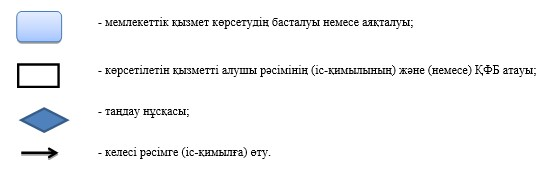 - мемлекеттік қызмет көрсетудің басталуы немесе аяқталуы;
- көрсетілетін қызметті алушы рәсімінің (іс-қимылының) және (немесе) ҚФБ атауы;
- таңдау нұсқасы;
- келесі рәсімге (іс-қимылға) өту.